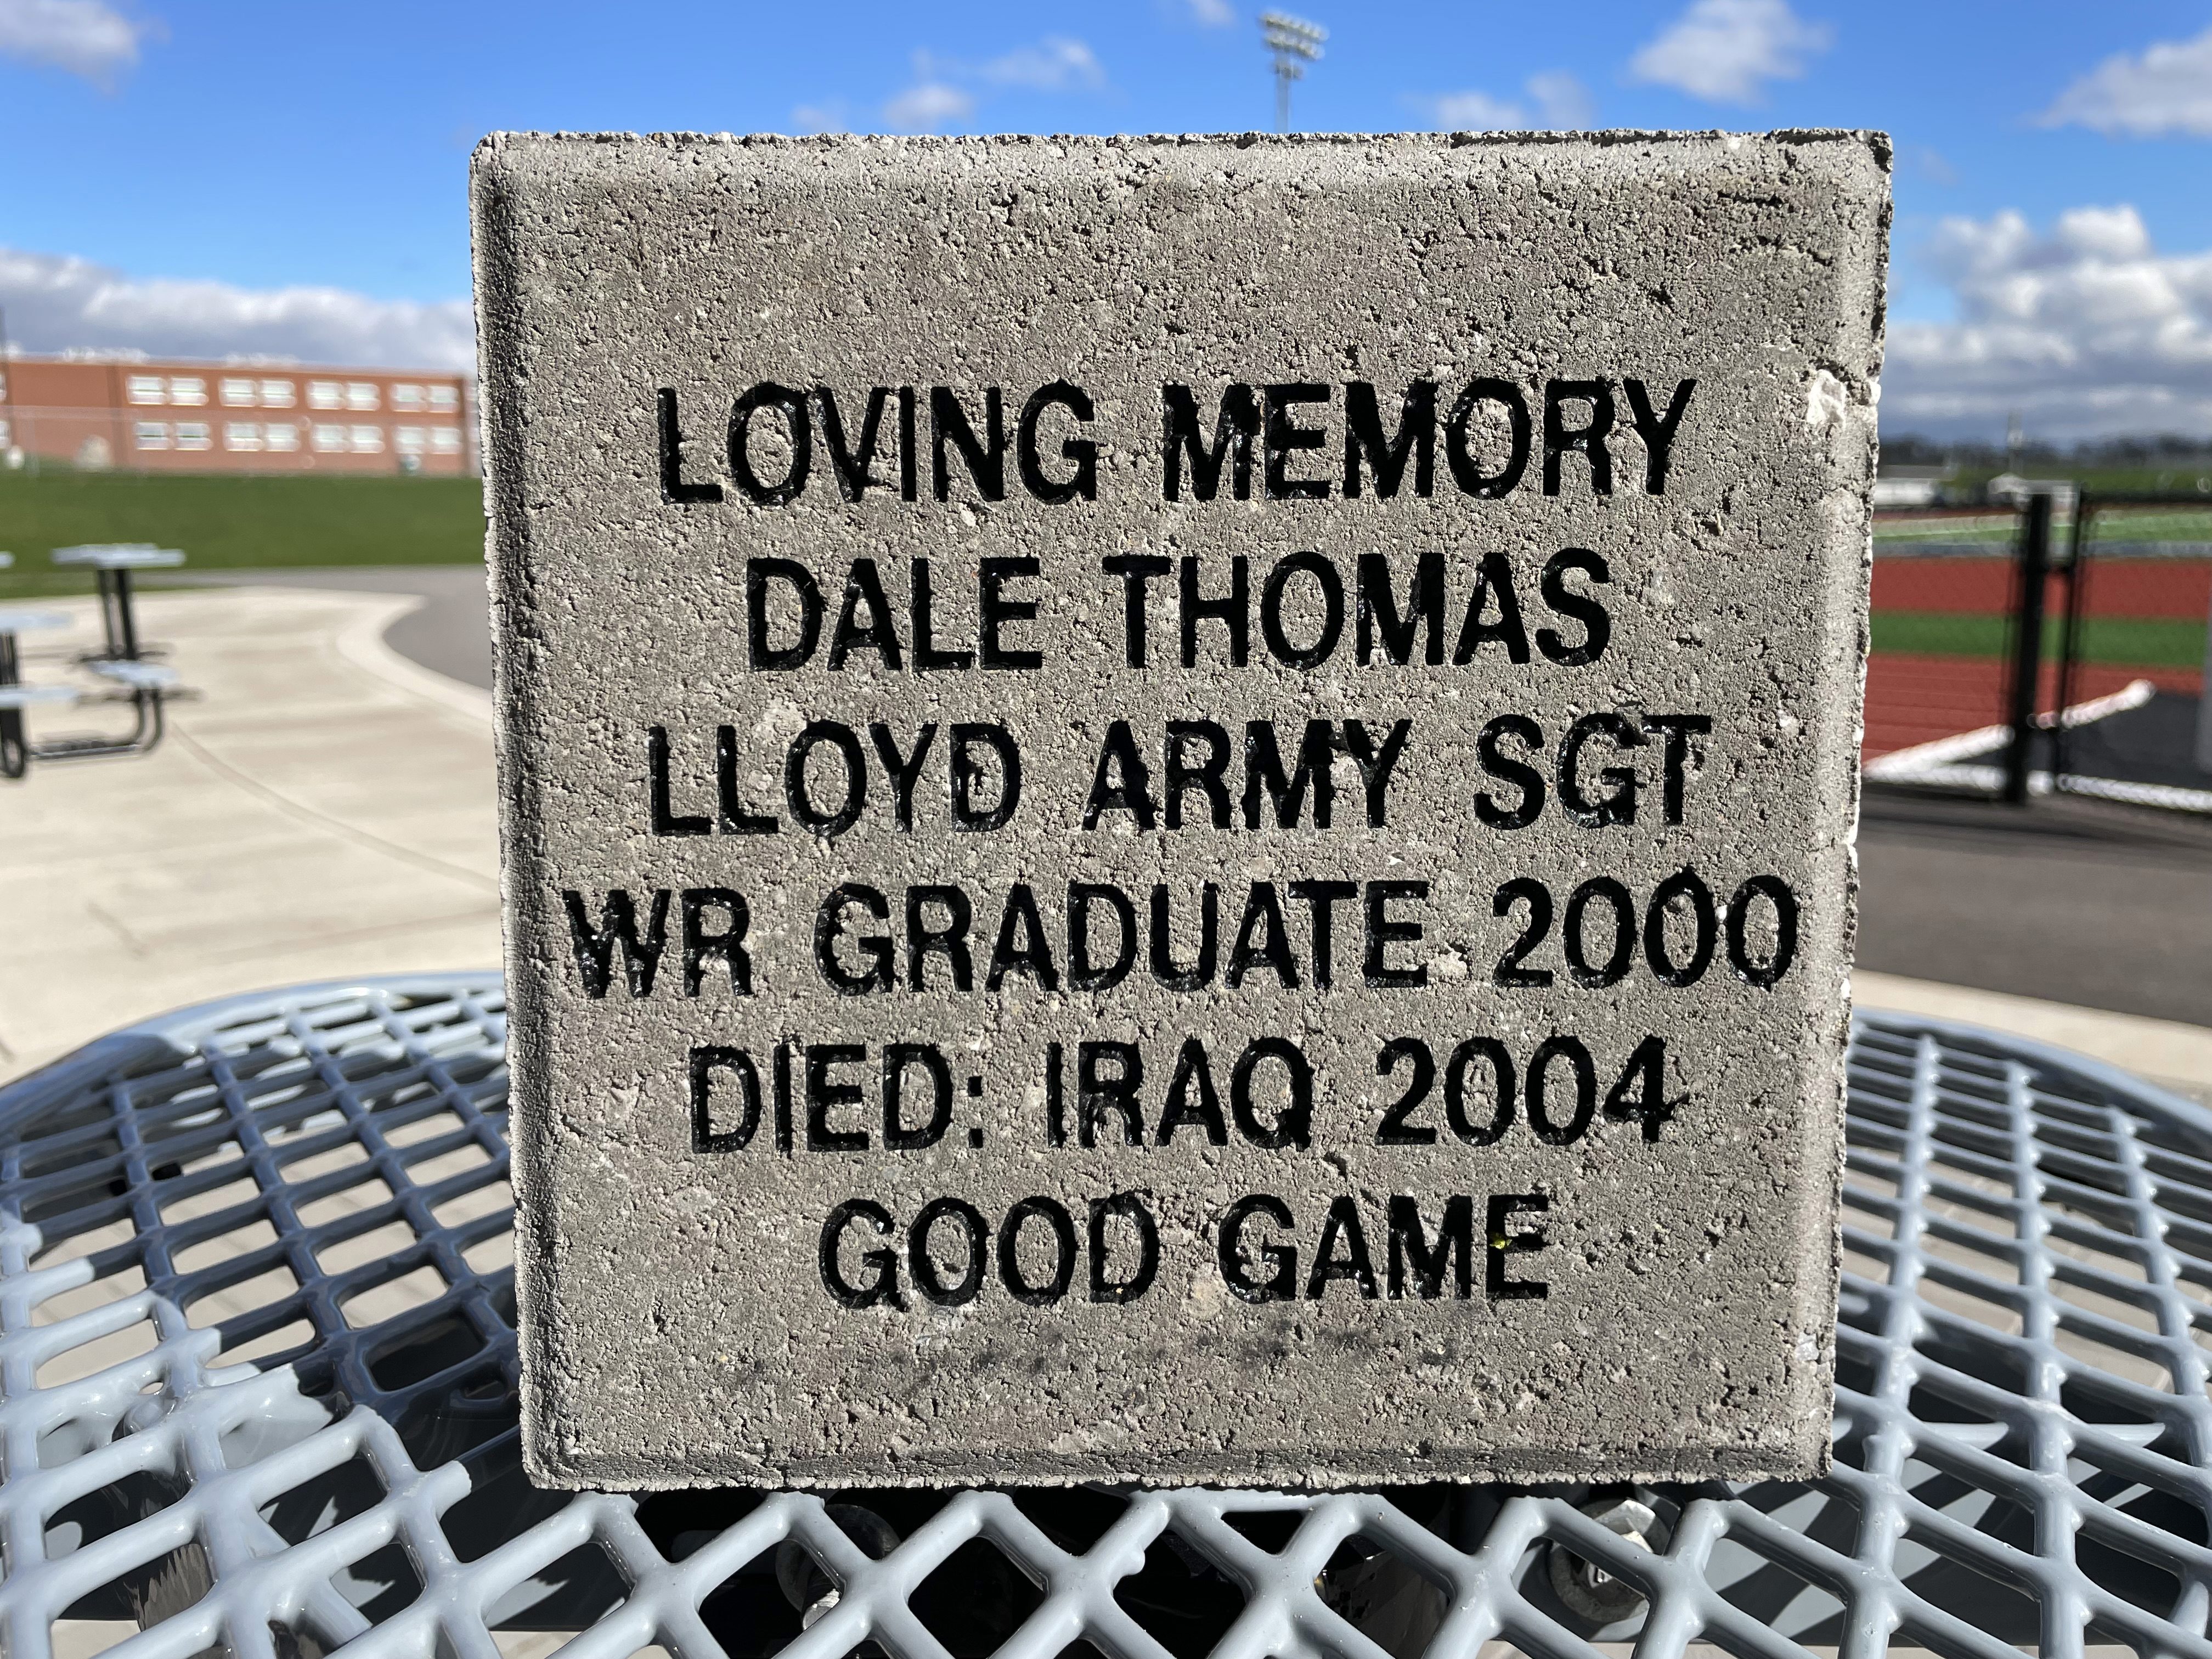 LOVING MEMORY
DALE THOMAS
LLOYD ARMY SGT
WR GRADUATE 2000
DIED: IRAQ 2004
GOOD GAME